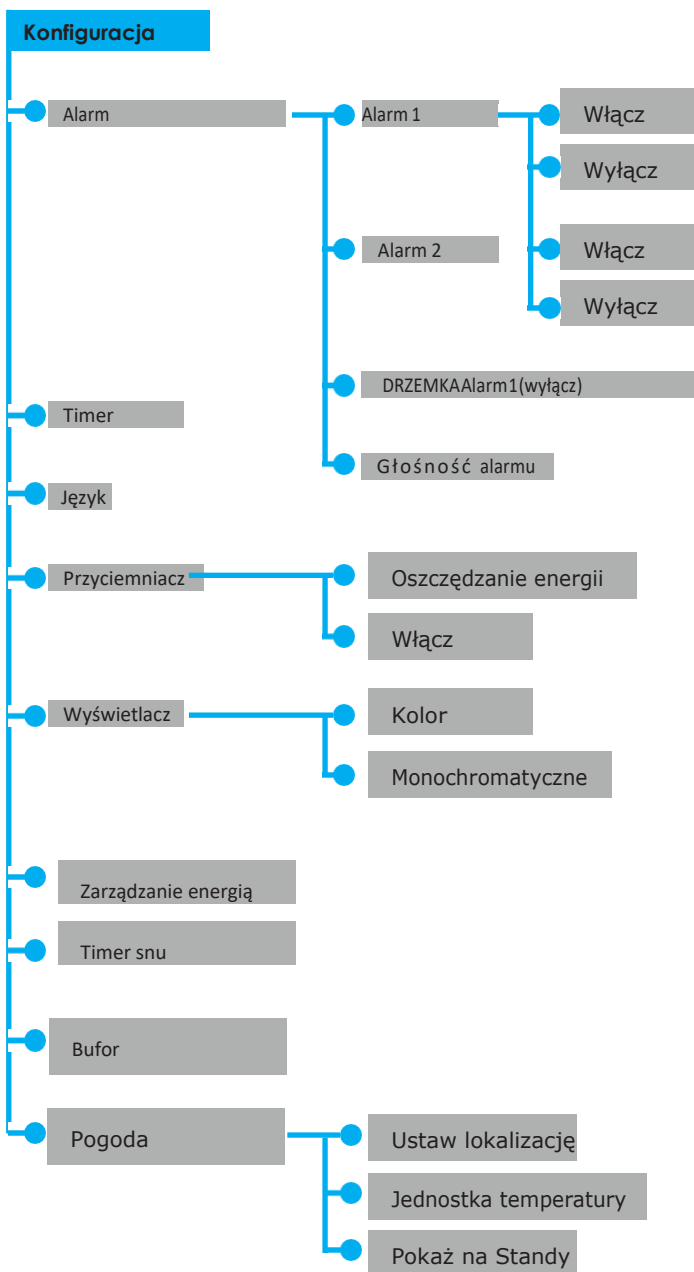 Konfiguracja
Alarm
Alarm 1
Włącz
Wyłącz
Alarm 2
Włącz
Wyłącz
DRZEMKAAlarm1(wyłącz)
Głośność alarmu
Timer
Język
Przyciemniacz
Oszczędzanie energii
Włącz
Wyświetlacz
Kolor
Monochromatyczne
Zarządzanie energią
Timer snu
Bufor
Pogoda
Ustaw lokalizację
Jednostka temperatury
Pokaż na Standy